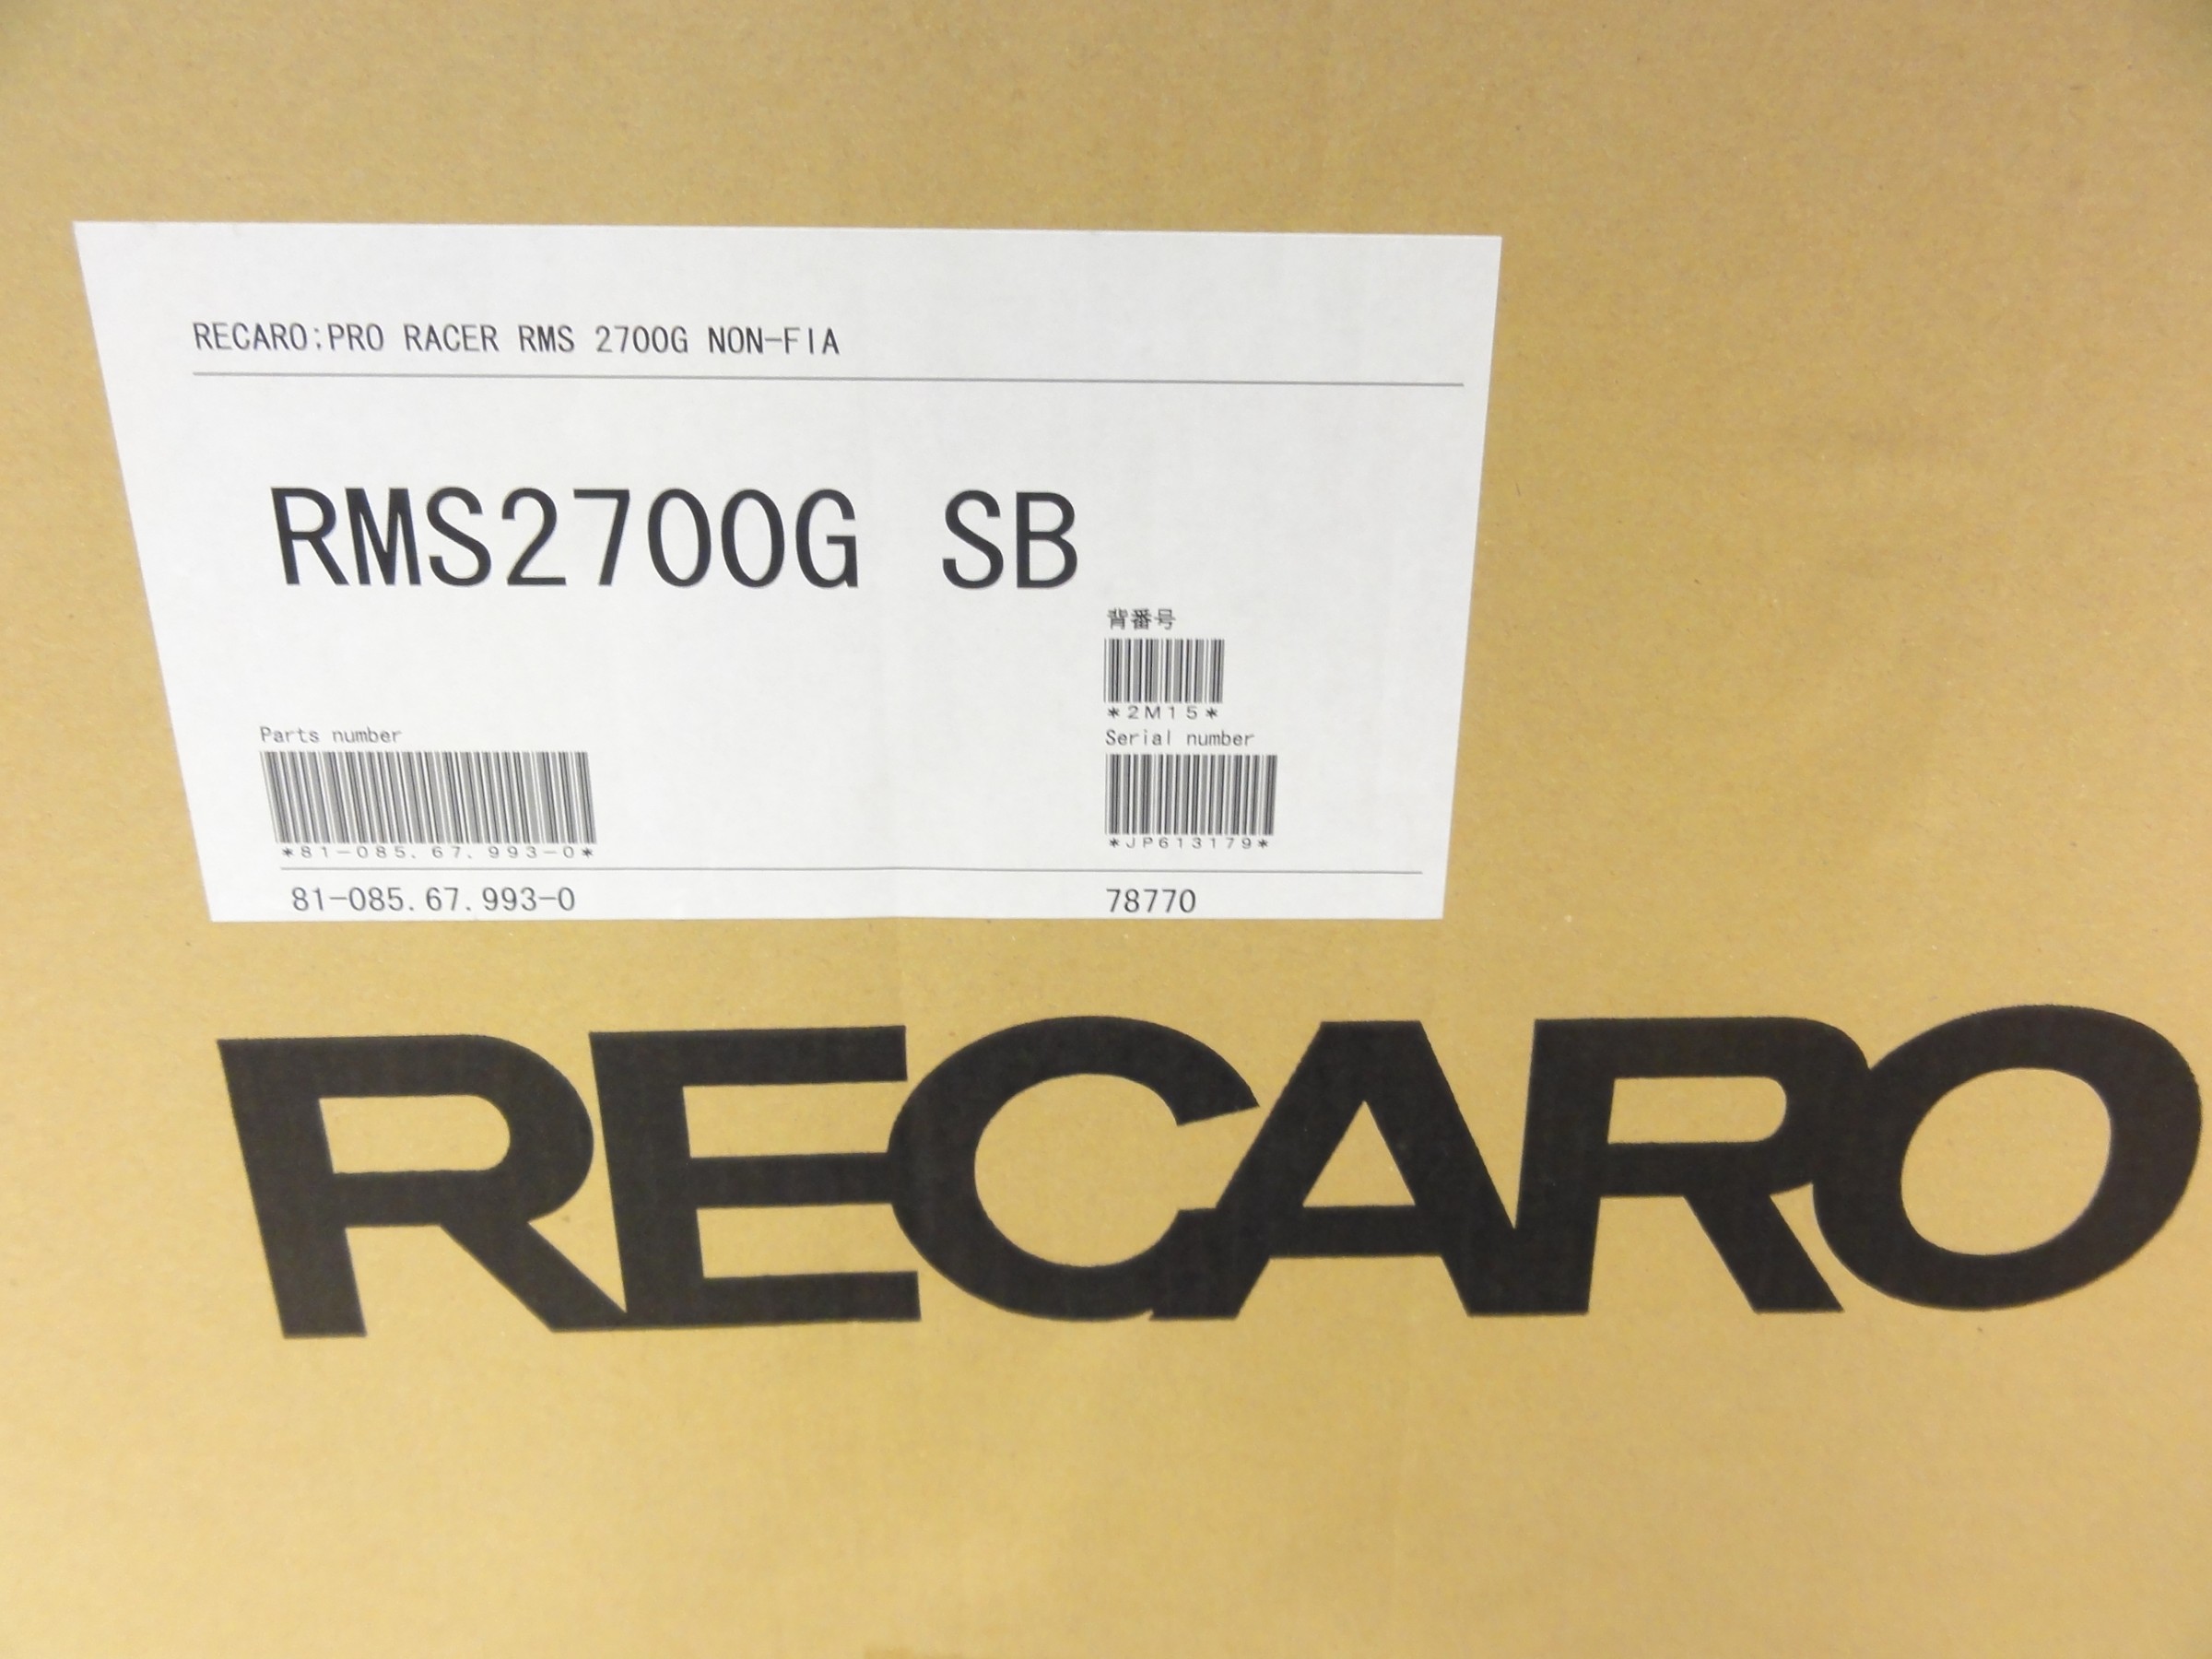 RECARO:PRO RACER RMS 2700G NON-FIA
RMS2700G SB
背番号
*2M15*
Parts number
*81-085.67.993-0*
Serial number
*JP613179*
81-085.67.993-0
78770
RECARO